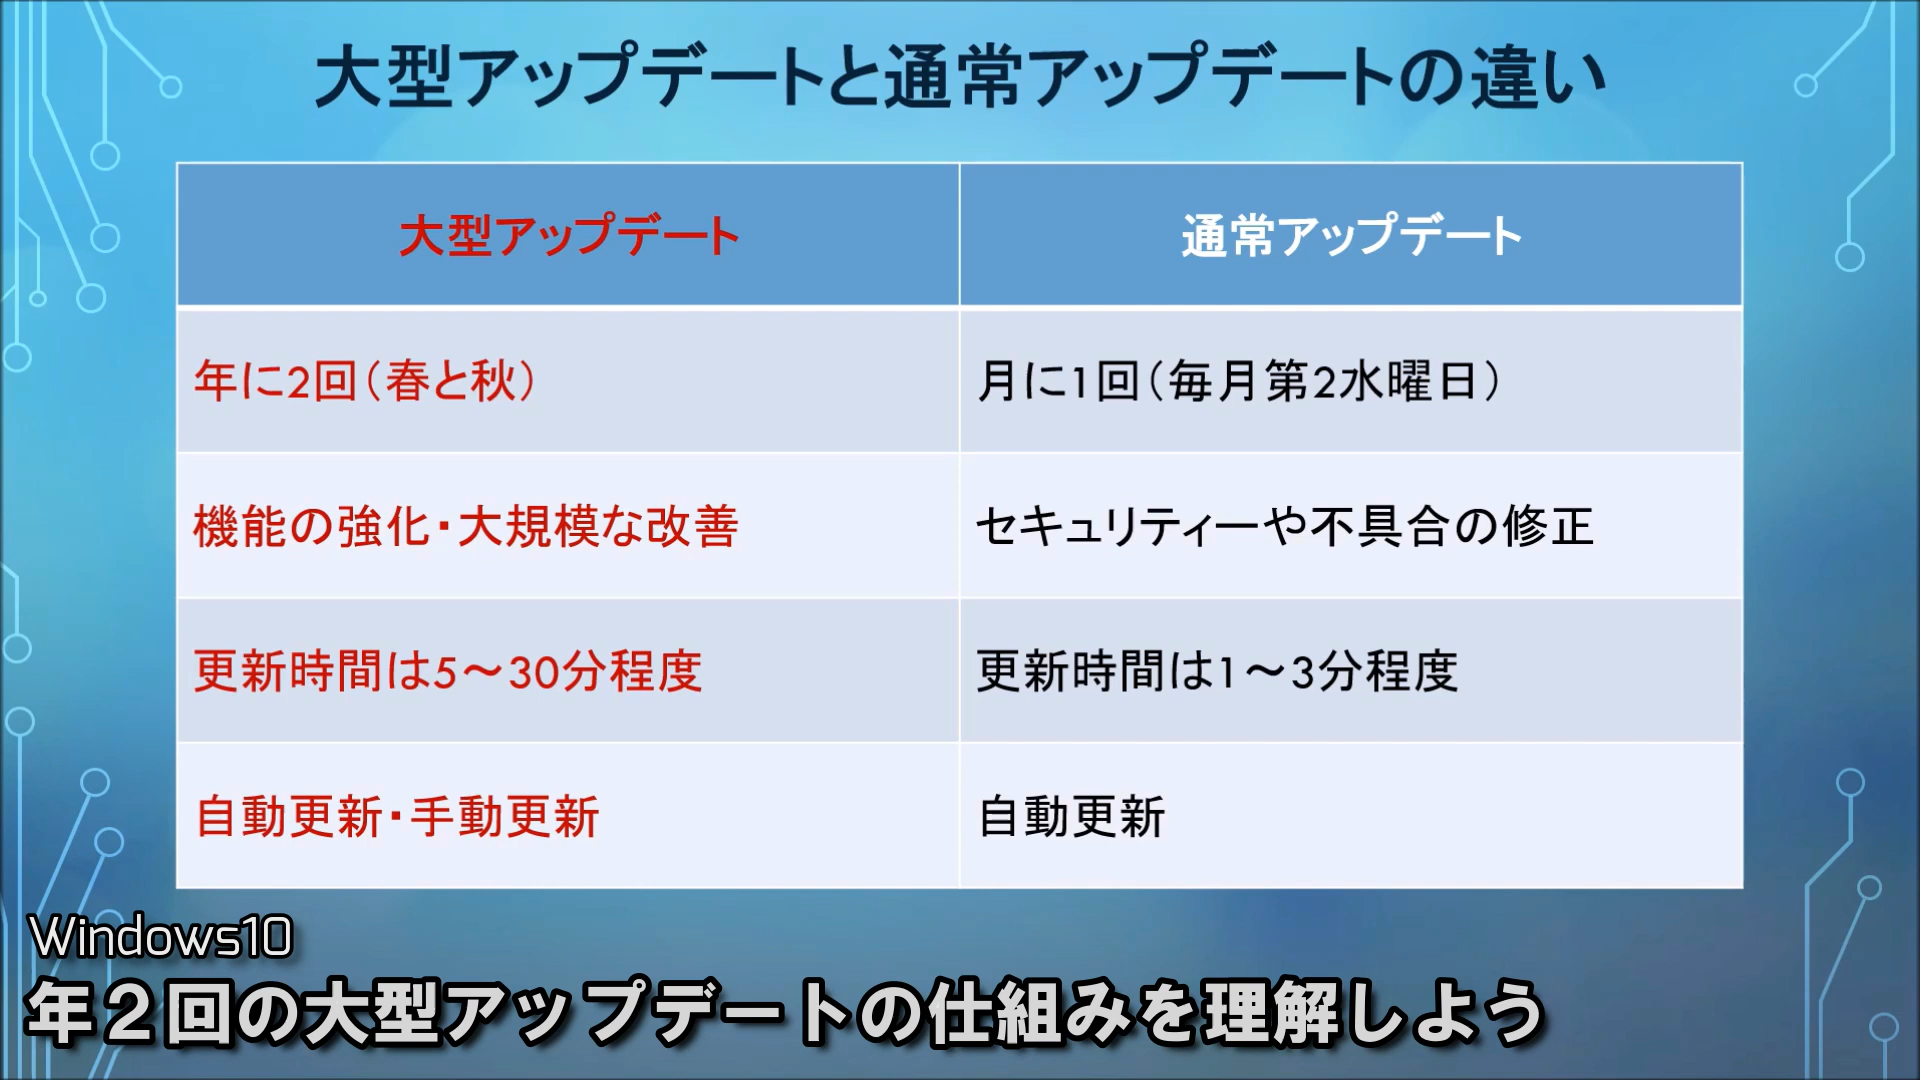 大型アップデートと通常アップデートの違い
大型アップデート
通常アップデート
年に2回（春と秋）
月に1回（毎月第2水曜日）
機能の強化・大規模な改善
セキュリティーや不具合の修正
更新時間は5～30分程度
更新時間は1～3分程度
自動更新・手動更新
自動更新
Windows10
年２回の大型アップデートの仕組みを理解しよう